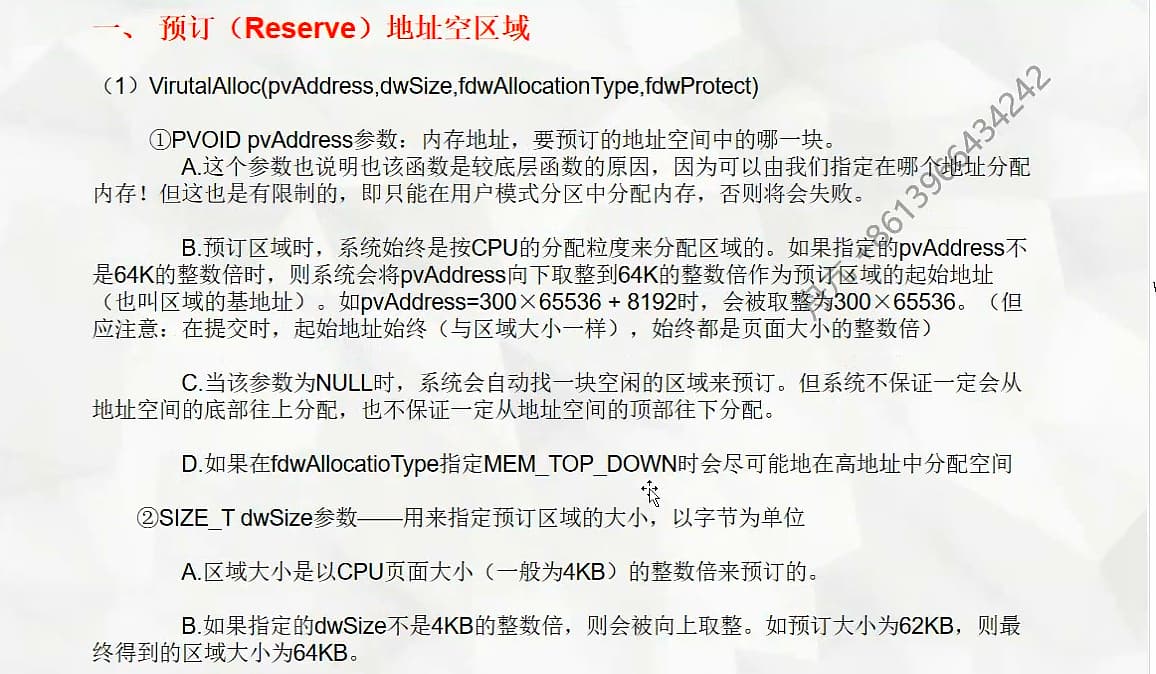 一、 预订（Reserve）地址空区域
（1）VirutalAlloc(pvAddress,dwSize,fdwAllocationType,fdwProtect)
①PVOID pvAddress参数：内存地址，要预订的地址空间中的哪一块。
A.这个参数也说明也该函数是较底层函数的原因，因为可以由我们指定在哪个地址分配
内存！但这也是有限制的，即只能在用户模式分区中分配内存，否则将会失败。
B.预订区域时，系统始终是按CPU的分配粒度来分配区域的。如果指定的pvAddress不
是64K的整数倍时，则系统会将pvAddress向下取整到64K的整数倍作为预订区域的起始地址
（也叫区域的基地址）。如pvAddress=300×65536 + 8192时，会被取整为300×65536。（但
应注意：在提交时，起始地址始终（与区域大小一样），始终都是页面大小的整数倍）
C.当该参数为NULL时，系统会自动找一块空闲的区域来预订。但系统不保证一定会从
地址空间的底部往上分配，也不保证一定从地址空间的顶部往下分配。
D.如果在fdwAllocatioType指定MEM_TOP_DOWN时会尽可能地在高地址中分配空间
②SIZE_T dwSize参数——用来指定预订区域的大小，以字节为单位
A.区域大小是以CPU页面大小（一般为4KB）的整数倍来预订的。
B.如果指定的dwSize不是4KB的整数倍，则会被向上取整。如预订大小为62KB，则最
终得到的区域大小为64KB。